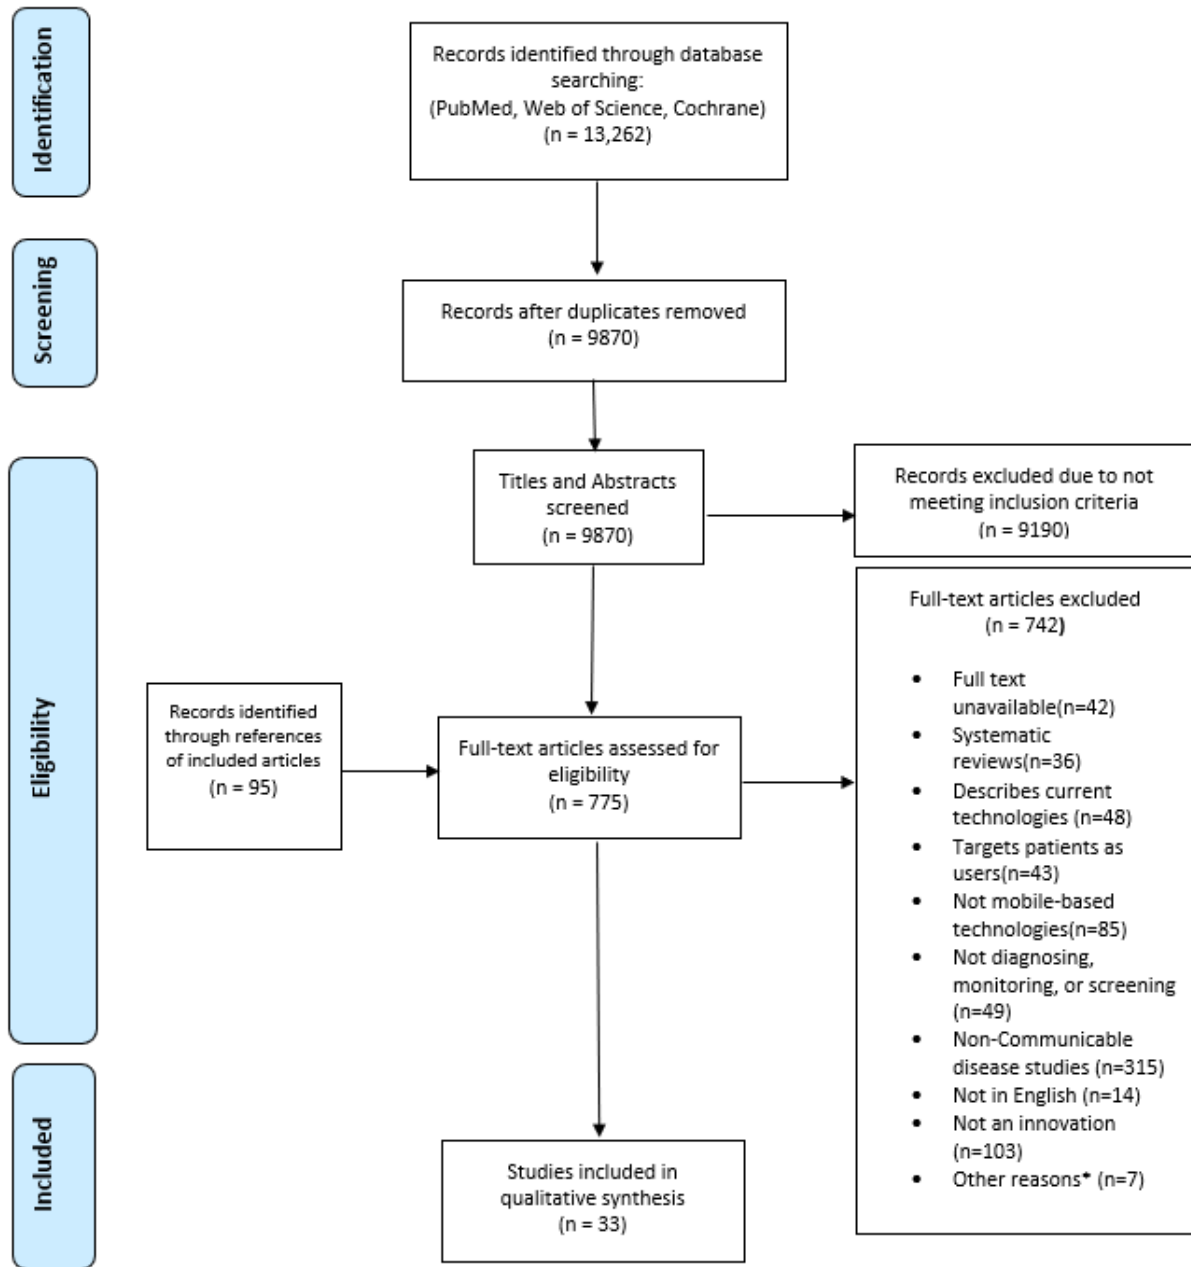 Identification
Records identified through database
searching:
(PubMed, Web of Science, Cochrane)
(n = 13,262)
Screening
Records after duplicates removed
(n = 9870)
Eligibility
Titles and Abstracts
screened
(n = 9870)
Records excluded due to not
meeting inclusion criteria
(n = 9190)
Records identified
through references
of included articles
(n = 95)
Full-text articles assessed for
eligibility
(n = 775)
Full-text articles excluded
(n = 742)
• Full text
unavailable(n=42)
• Systematic
reviews(n=36)
• Describes current
technologies (n=48)
• Targets patients as
users(n=43)
• Not mobile-based
technologies(n=85)
• Not diagnosing,
monitoring, or screening
(n=49)
• Non-Communicable
disease studies (n=315)
• Not in English (n=14)
• Not an innovation
(n=103)
• Other reasons* (n=7)
Included
Studies included in
qualitative synthesis
(n = 33)